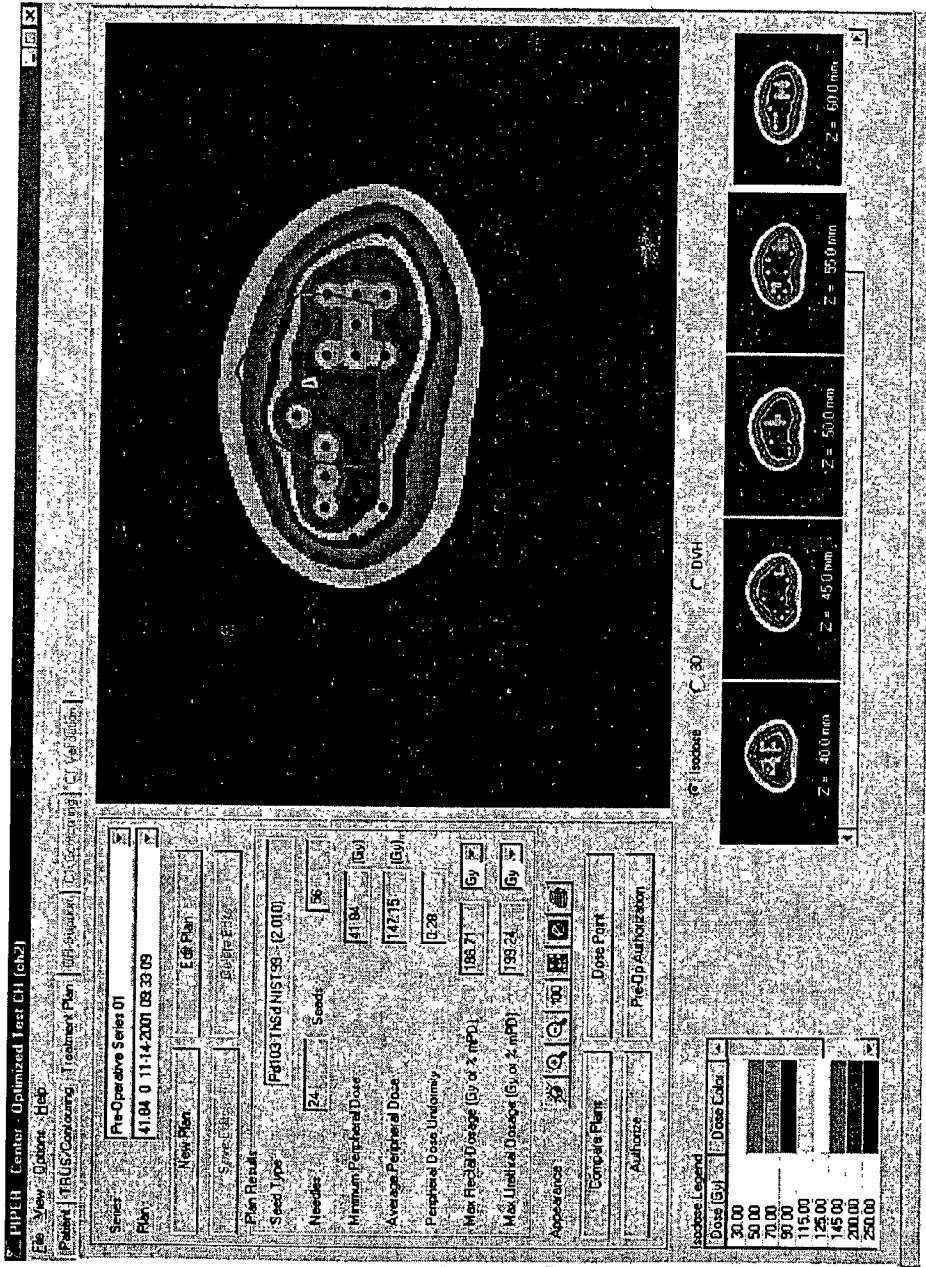 PIPER Center - Optimized Test CH (ch2)
File View Options Help
Patient TRUS/Contouring Treatment Plan CT Contouring CT Validation
Series Pre-Operative Series 01
Plan 41.84 0 11-14-2001 09:33:09
New Plan Edit Plan
Plan Results
Seed Type Pd103 ThSd NIST99 (2.010)
Needles 24 Seeds 56
Minimum Peripheral Dose 41.84 (Gy)
Average Peripheral Dose 147.15 (Gy)
Peripheral Dose Uniformity 0.28
Max Rectal Dosage (Gy or % mPD) 188.71 Gy
Max Urethral Dosage (Gy or % mPD) 199.24 Gy
Appearance
100
Compare Plans Dose Point
Authorize Pre-Op Authorization
Isodose 3D DVH
Isodose Legend
Dose (Gy) Dose Color
30.00
50.00
70.00
90.00
115.00
125.00
145.00
200.00
250.00
Z = 40.0 mm
Z = 45.0 mm
Z = 50.0 mm
Z = 55.0 mm
Z = 60.0 mm